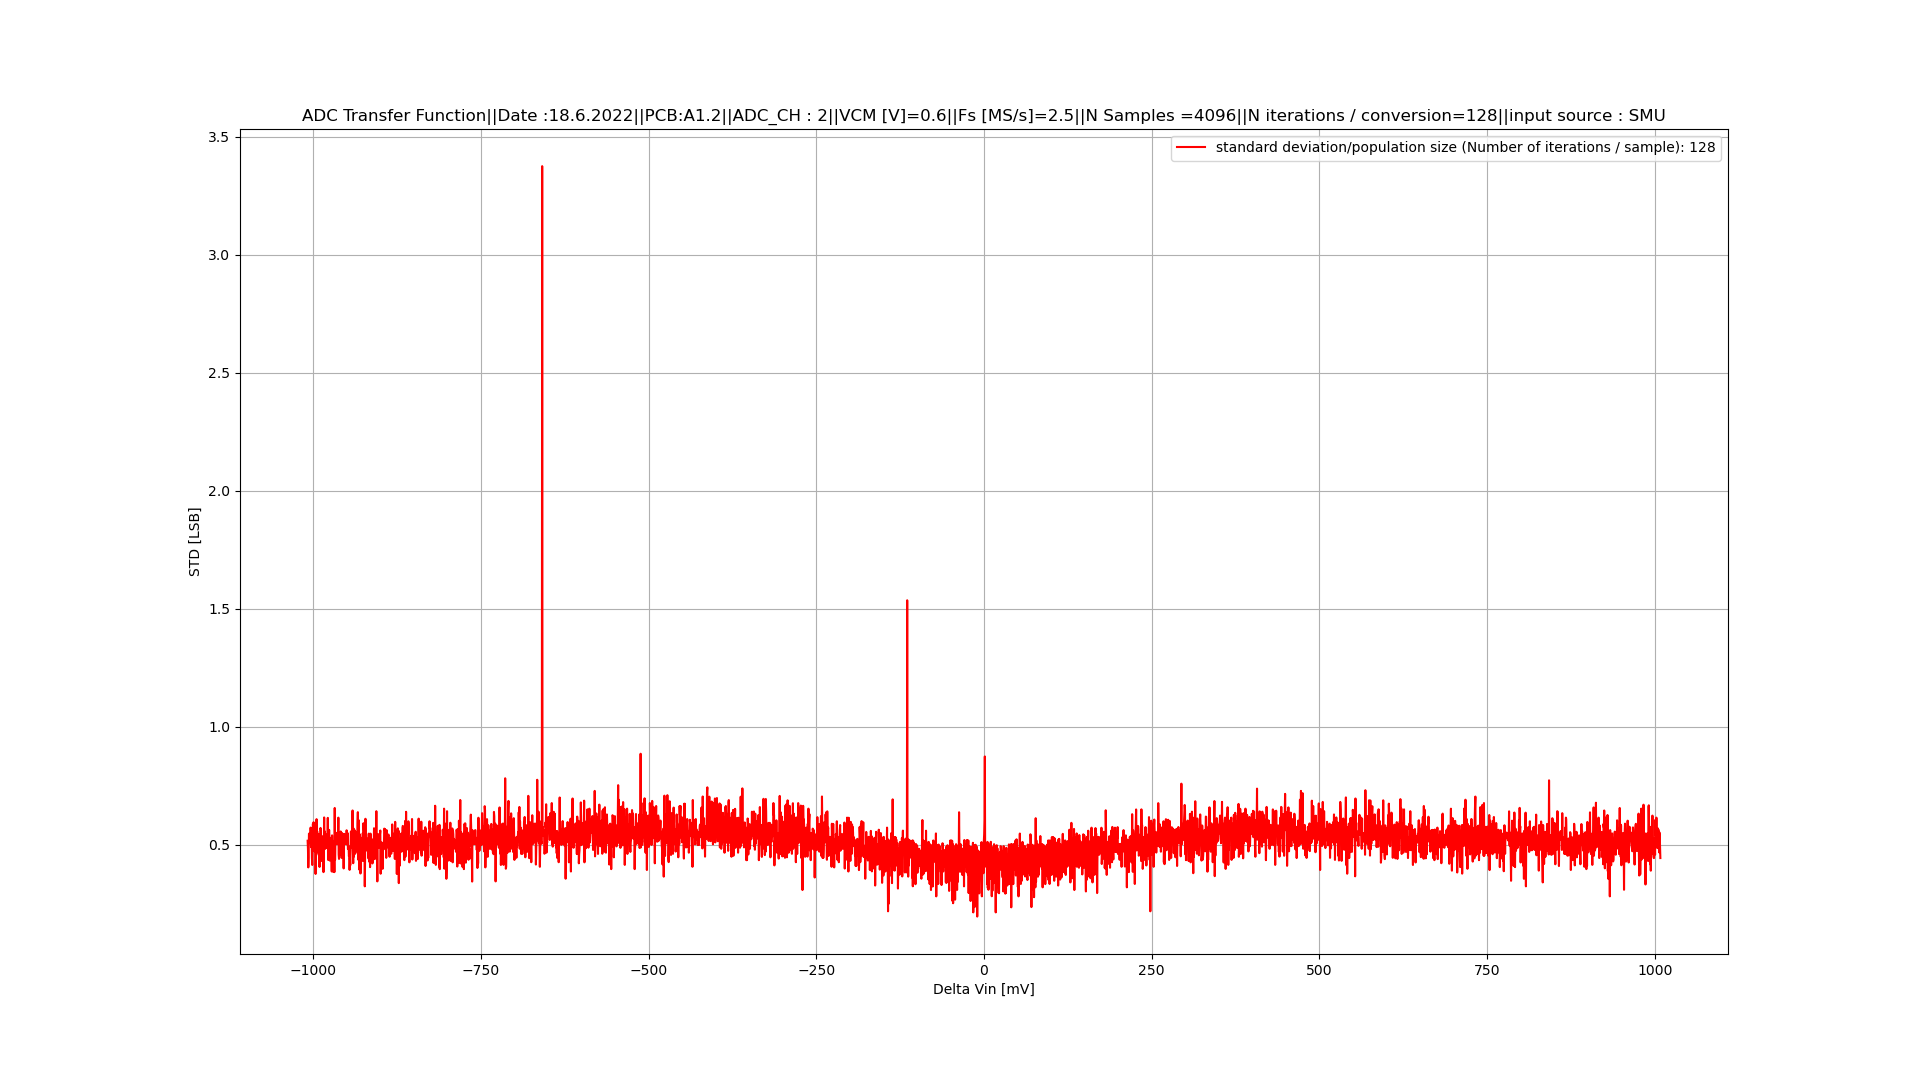 ADC Transfer Function||Date :18.6.2022||PCB:A1.2||ADC_CH : 2||VCM [V]=0.6||Fs [MS/s]=2.5||N Samples =4096||N iterations / conversion=128||input source : SMU
standard deviation/population size (Number of iterations / sample): 128
3.5
3.0
2.5
2.0
1.5
1.0
0.5
STD [LSB]
−1000 −750 −500 −250 0 250 500 750 1000
Delta Vin [mV]